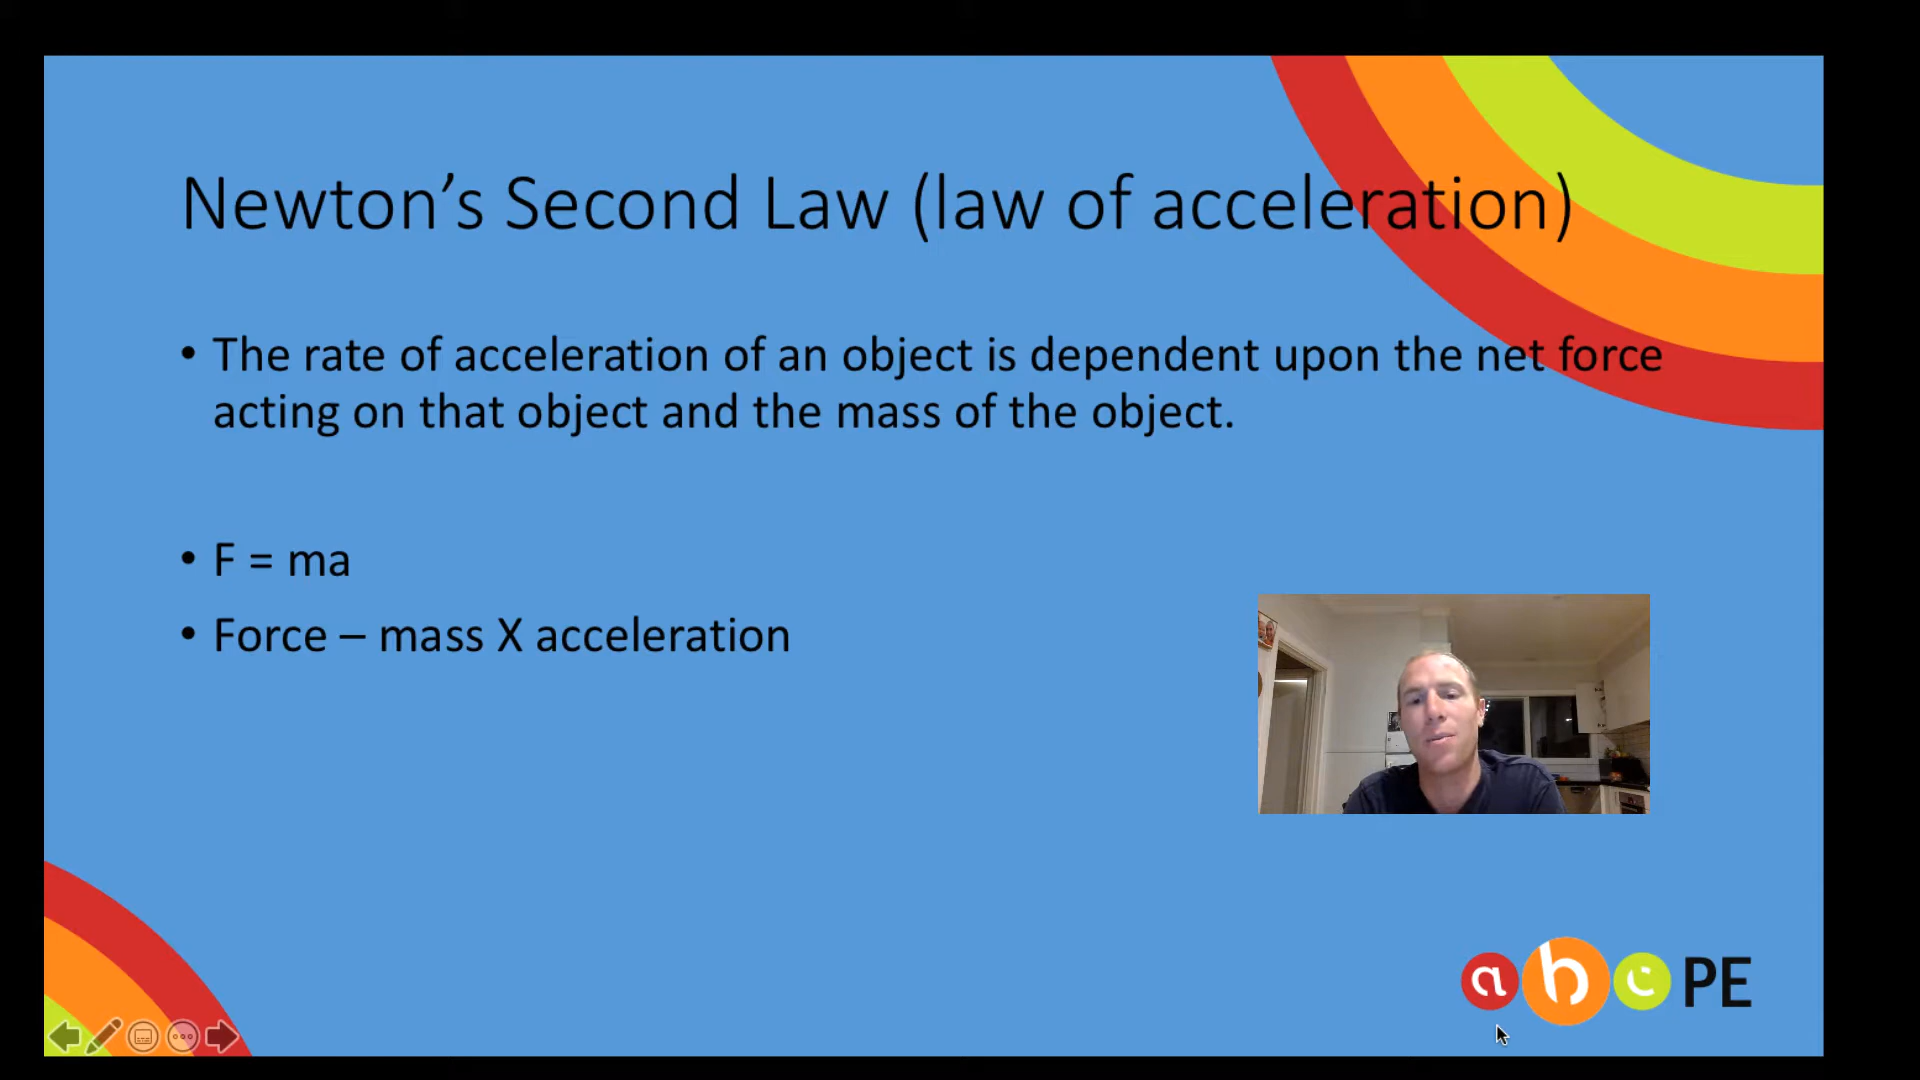 Newton’s Second Law (law of acceleration)
• The rate of acceleration of an object is dependent upon the net force
acting on that object and the mass of the object.
• F = ma
• Force – mass X acceleration
a b c PE